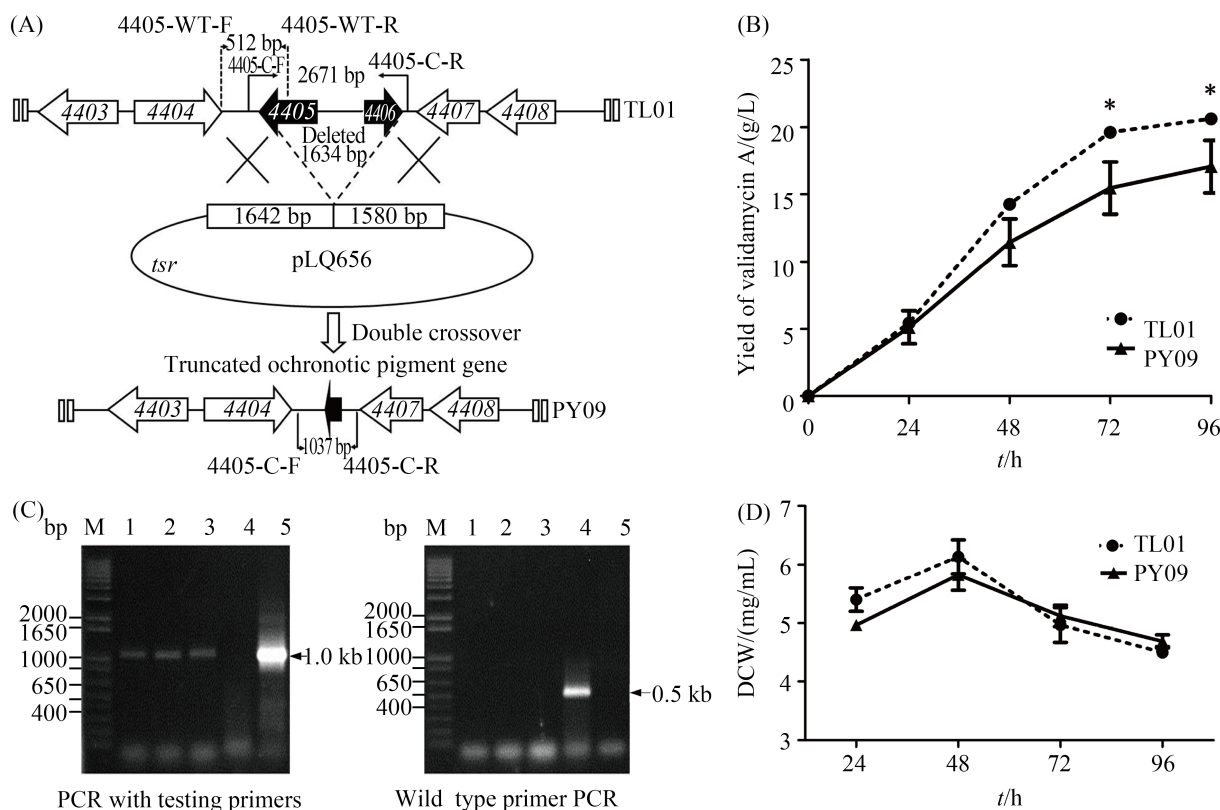 (A)
4405-WT-F 4405-WT-R
512 bp
4405-C-F 2671 bp 4405-C-R
4403 4404 4405 4406 4407 4408 TL01
Deleted
1634 bp
1642 bp 1580 bp
tsr pLQ656
Double crossover
Truncated ochronotic pigment gene
4403 4404 4407 4408 PY09
1037 bp
4405-C-F 4405-C-R
(B)
Yield of validamycin A/(g/L)
25
20
15
10
5
0
* *
TL01
PY09
0 24 48 72 96
t/h
(C)
bp M 1 2 3 4 5
2000
1650
1000
650
400
1.0 kb
PCR with testing primers
bp M 1 2 3 4 5
2000
1650
1000
650
400
0.5 kb
Wild type primer PCR
(D)
DCW/(mg/mL)
7
6
5
4
3
TL01
PY09
24 48 72 96
t/h